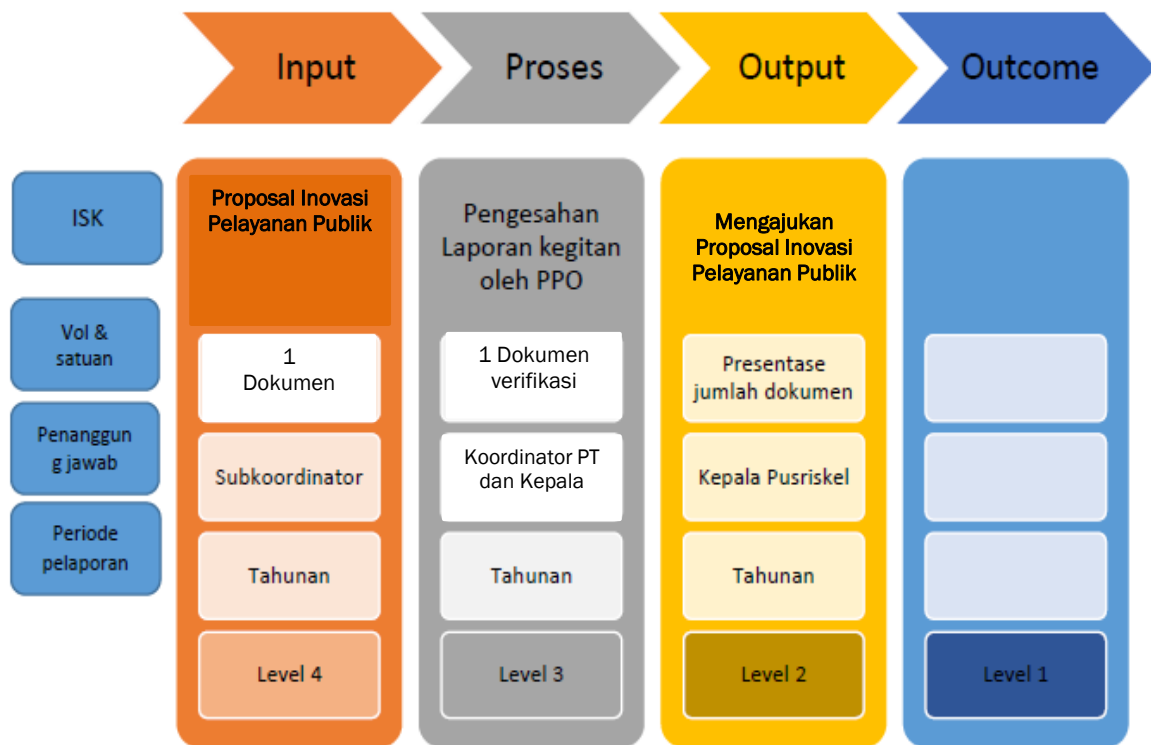 Input
Proses
Output
Outcome
ISK
Proposal Inovasi
Pelayanan Publik
Pengesahan
Laporan kegitan
oleh PPO
Mengajukan
Proposal Inovasi
Pelayanan Publik
Vol &
satuan
1
Dokumen
1 Dokumen
verifikasi
Presentase
jumlah dokumen
Penanggun
g jawab
Subkoordinator
Koordinator PT
dan Kepala
Kepala Pusriskel
Periode
pelaporan
Tahunan
Tahunan
Tahunan
Level 4
Level 3
Level 2
Level 1